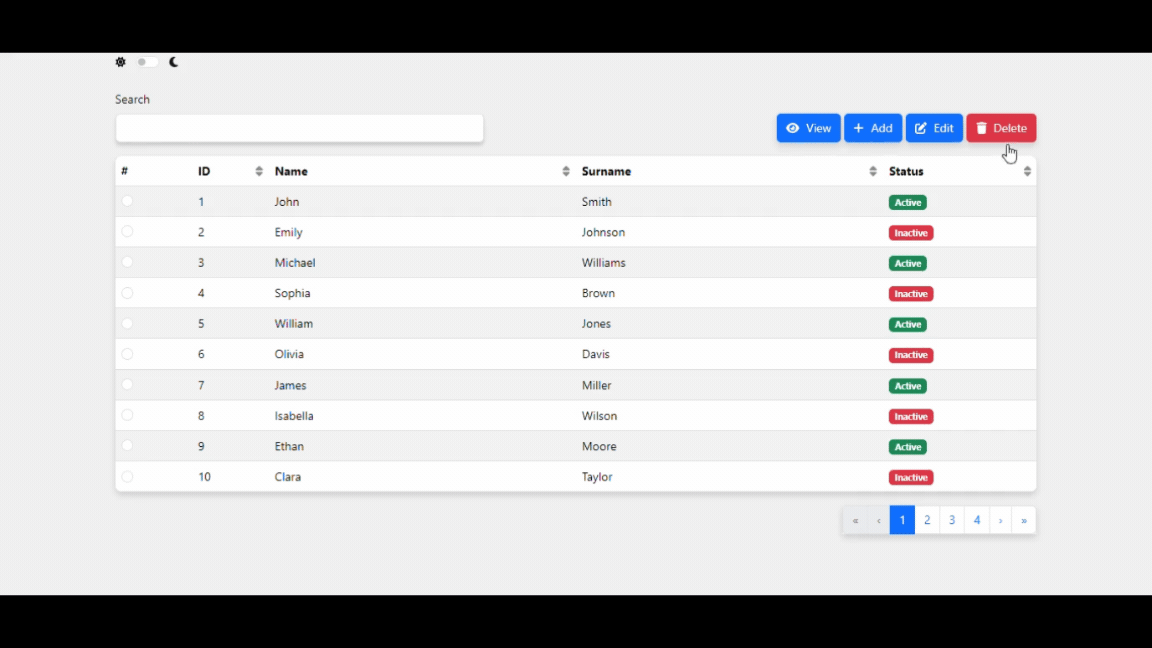 Search
View Add Edit Delete
# ID Name Surname Status
1 John Smith Active
2 Emily Johnson Inactive
3 Michael Williams Active
4 Sophia Brown Inactive
5 William Jones Active
6 Olivia Davis Inactive
7 James Miller Active
8 Isabella Wilson Inactive
9 Ethan Moore Active
10 Clara Taylor Inactive
« ‹ 1 2 3 4 › »